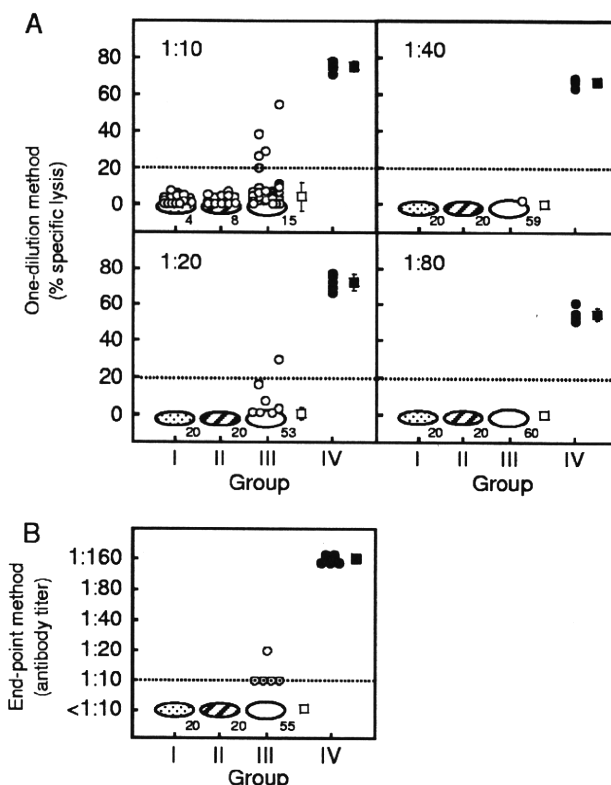 A
One-dilution method
(% specific lysis)
1:10
80
60
40
20
0
4 8 15
1:40
20 20 59
1:20
80
60
40
20
0
20 20 53
1:80
20 20 60
I II III IV
Group
I II III IV
Group
B
End-point method
(antibody titer)
1:160
1:80
1:40
1:20
1:10
<1:10
20 20 55
I II III IV
Group